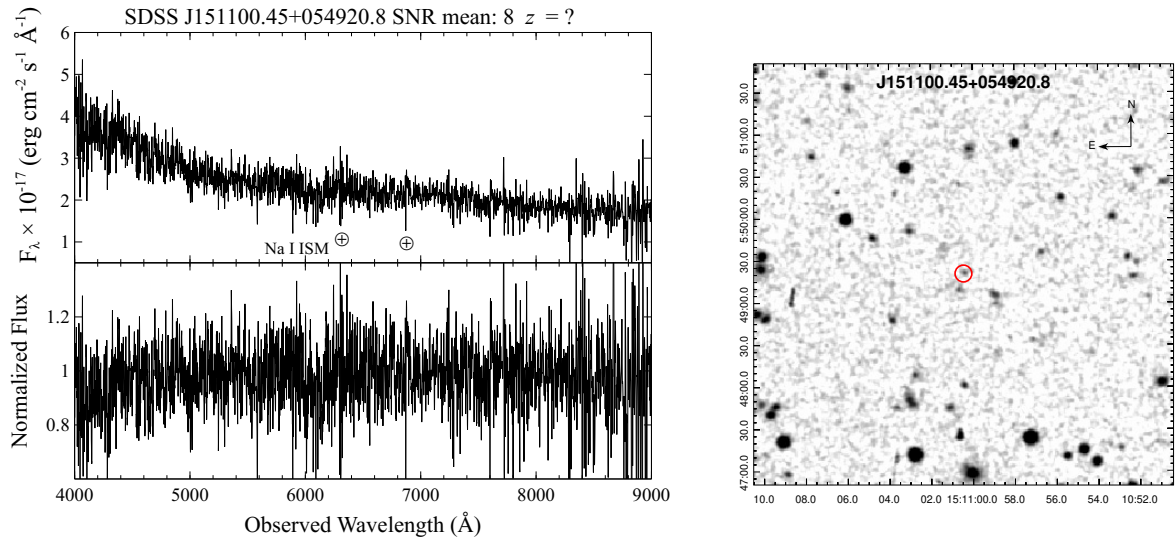 SDSS J151100.45+054920.8 SNR mean: 8 z = ?
6
5
4
3
2
1
F_λ × 10⁻¹⁷ (erg cm⁻² s⁻¹ Å⁻¹)
Na I ISM
⊕ ⊕
1.2
1
0.8
Normalized Flux
4000 5000 6000 7000 8000 9000
Observed Wavelength (Å)
J151100.45+054920.8
N
E
30.0
51:00.0
30.0
5:50:00.0
30.0
49:00.0
30.0
48:00.0
30.0
47:00.0
10.0 08.0 06.0 04.0 02.0 15:11:00.0 58.0 56.0 54.0 10:52.0